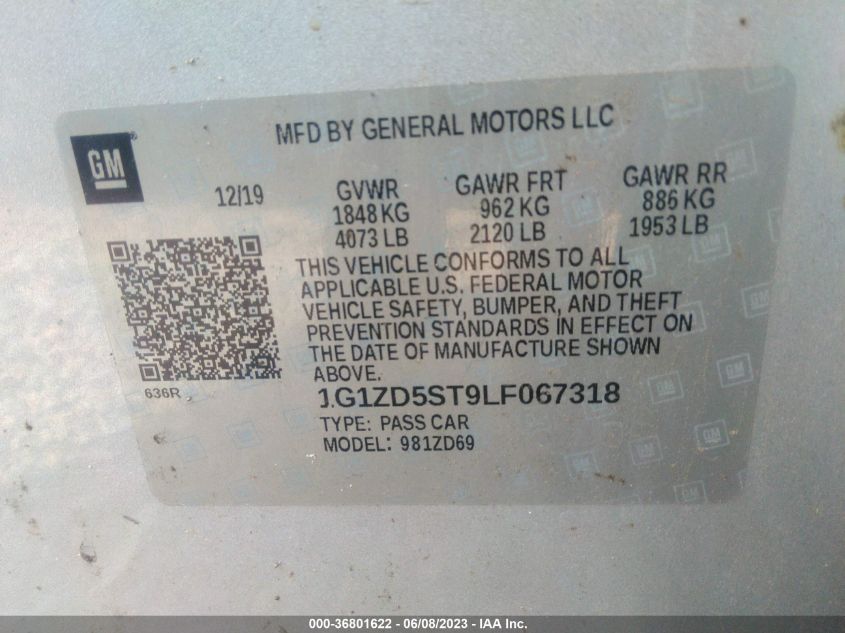 MFD BY GENERAL MOTORS LLC
GM
12/19
GVWR
1848 KG
4073 LB
GAWR FRT
962 KG
2120 LB
GAWR RR
886 KG
1953 LB
THIS VEHICLE CONFORMS TO ALL
APPLICABLE U.S. FEDERAL MOTOR
VEHICLE SAFETY, BUMPER, AND THEFT
PREVENTION STANDARDS IN EFFECT ON
THE DATE OF MANUFACTURE SHOWN
ABOVE.
636R
1G1ZD5ST9LF067318
TYPE: PASS CAR
MODEL: 981ZD69
000-36801622 - 06/08/2023 - IAA Inc.